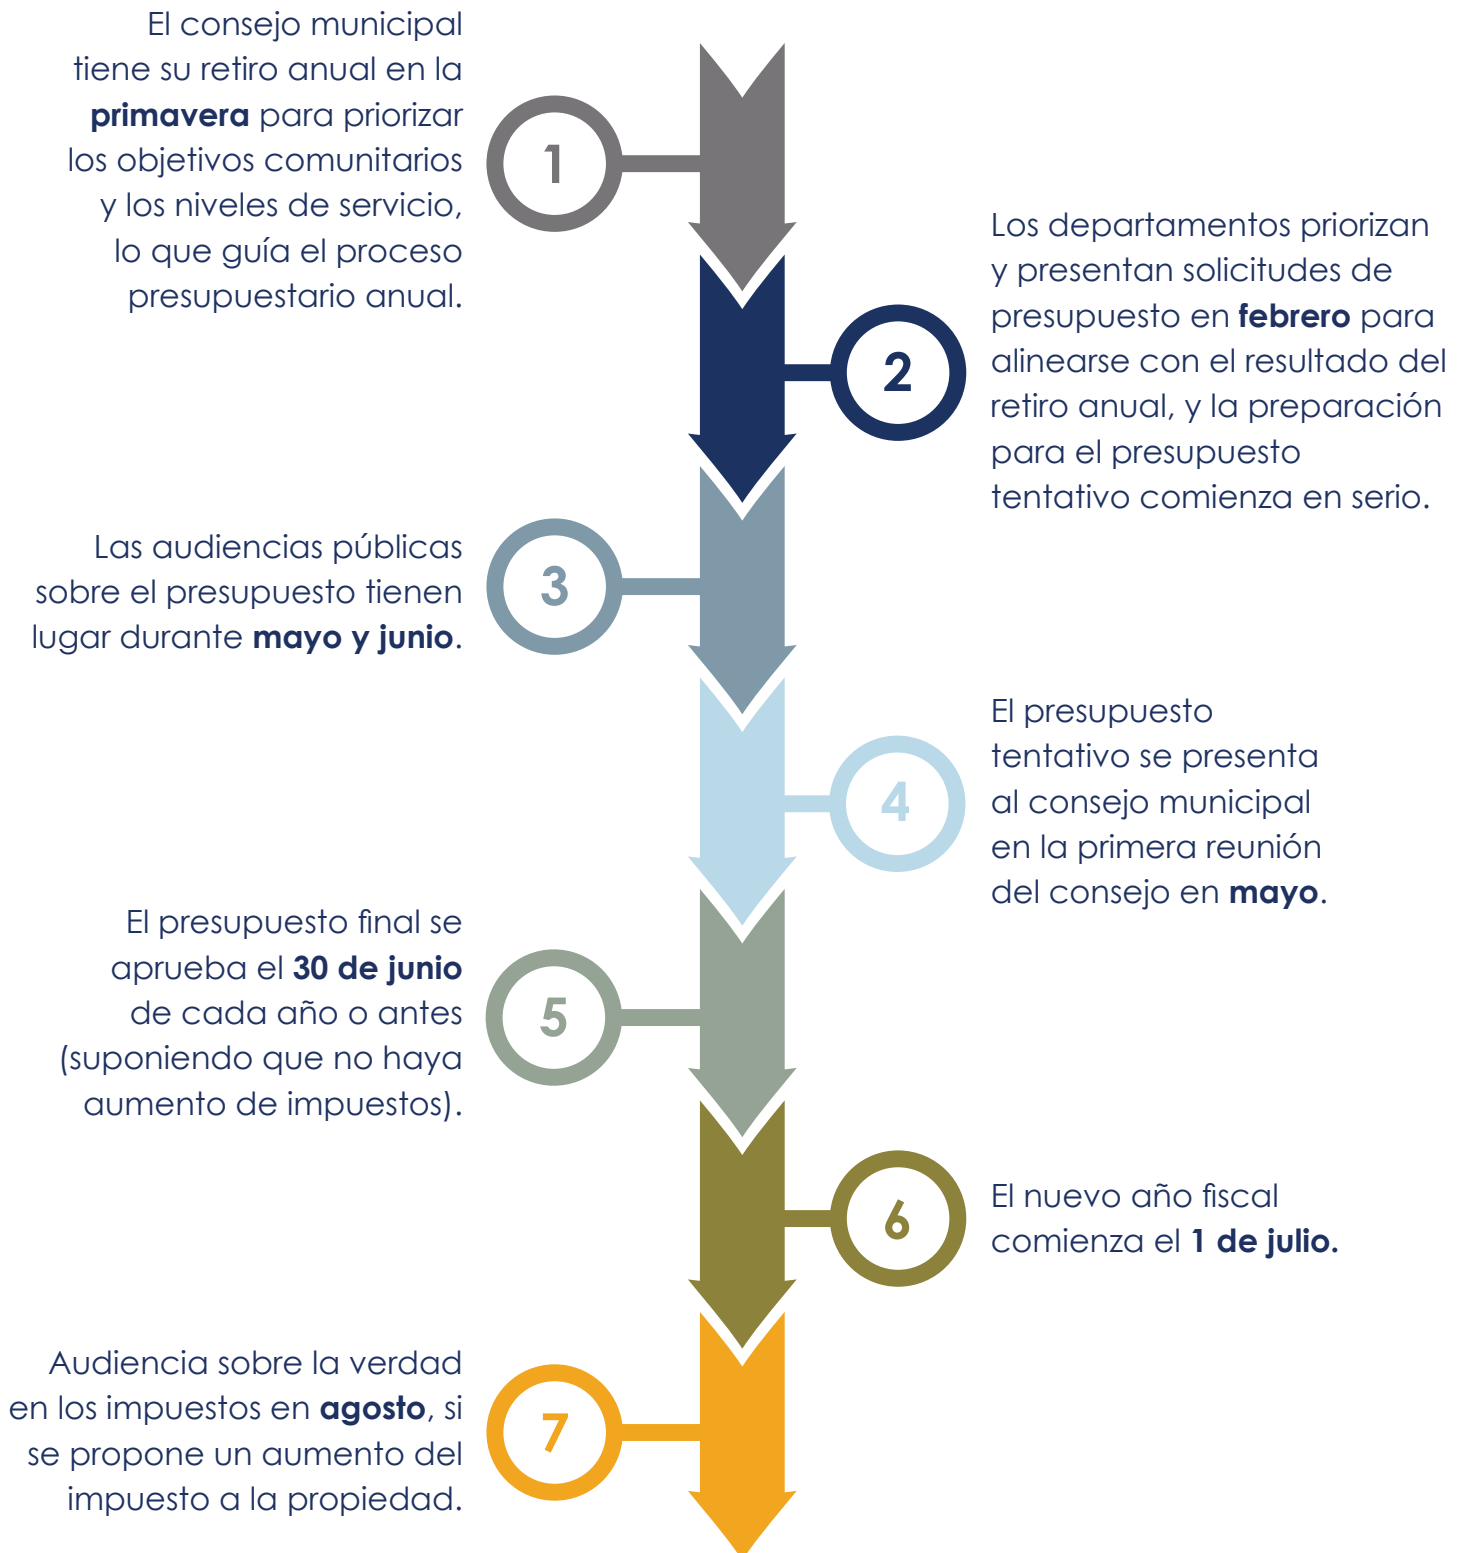 El consejo municipal
tiene su retiro anual en la
primavera para priorizar
los objetivos comunitarios
y los niveles de servicio,
lo que guía el proceso
presupuestario anual.
1
Los departamentos priorizan
y presentan solicitudes de
presupuesto en febrero para
alinearse con el resultado del
retiro anual, y la preparación
para el presupuesto
tentativo comienza en serio.
2
Las audiencias públicas
sobre el presupuesto tienen
lugar durante mayo y junio.
3
El presupuesto
tentativo se presenta
al consejo municipal
en la primera reunión
del consejo en mayo.
4
El presupuesto final se
aprueba el 30 de junio
de cada año o antes
(suponiendo que no haya
aumento de impuestos).
5
El nuevo año fiscal
comienza el 1 de julio.
6
Audiencia sobre la verdad
en los impuestos en agosto, si
se propone un aumento del
impuesto a la propiedad.
7